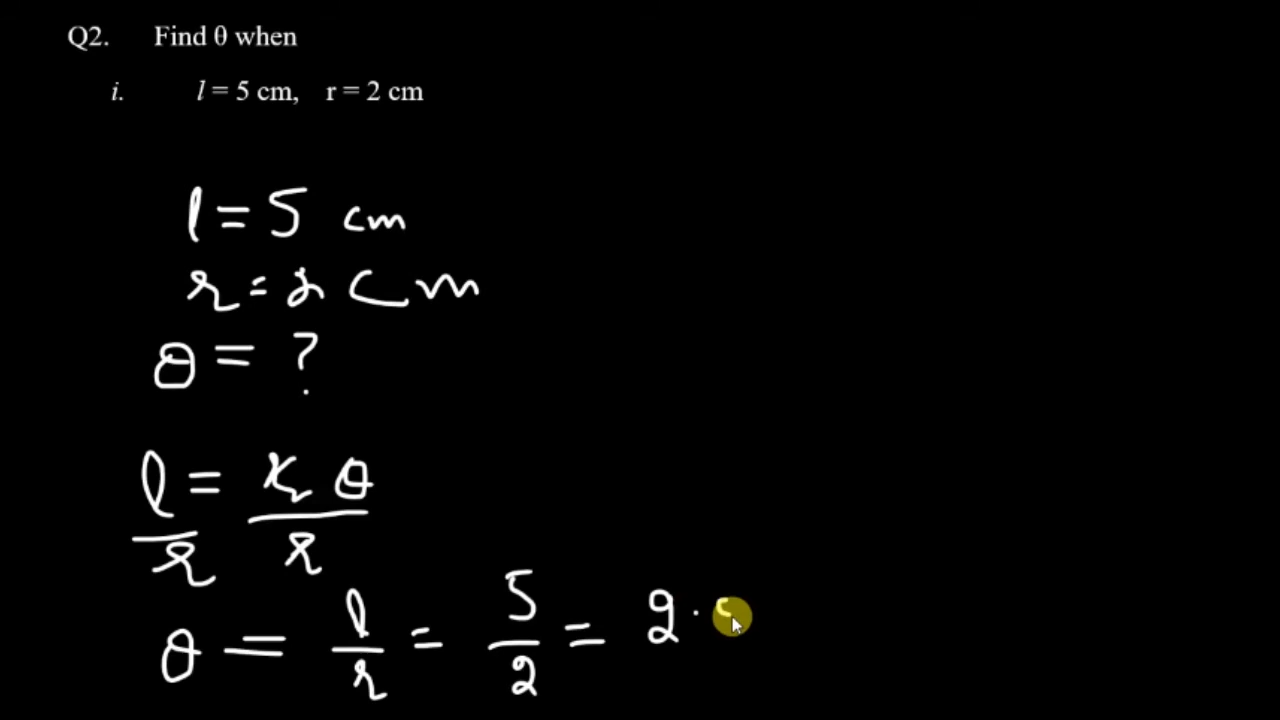 Q2. Find θ when
i. l = 5 cm, r = 2 cm
l = 5 cm
r = 2 cm
θ = ?
l/r = rθ/r
θ = l/r = 5/2 = 2.